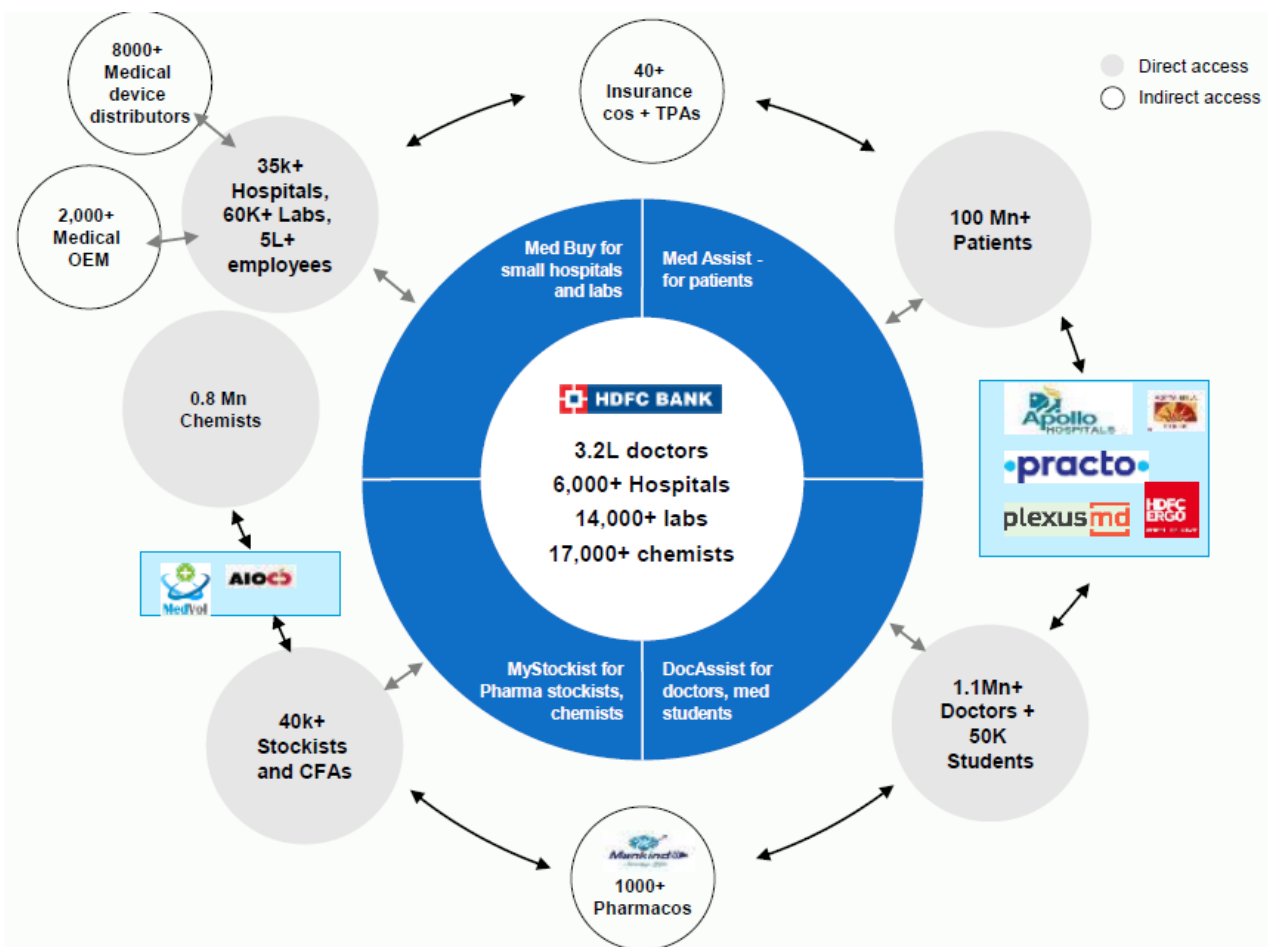 8000+
Medical
device
distributors
40+
Insurance
cos + TPAs
Direct access
Indirect access
35k+
Hospitals,
60K+ Labs,
5L+
employees
2,000+
Medical
OEM
100 Mn+
Patients
Med Buy for
small hospitals
and labs
Med Assist -
for patients
0.8 Mn
Chemists
HDFC BANK
3.2L doctors
6,000+ Hospitals
14,000+ labs
17,000+ chemists
Apollo
HOSPITALS
practo
plexusmd
HDFC
ERGO
MedVol
AIOCD
MyStockist for
Pharma stockists,
chemists
DocAssist for
doctors, med
students
40k+
Stockists
and CFAs
1.1Mn+
Doctors +
50K
Students
Mankind
1000+
Pharmacos